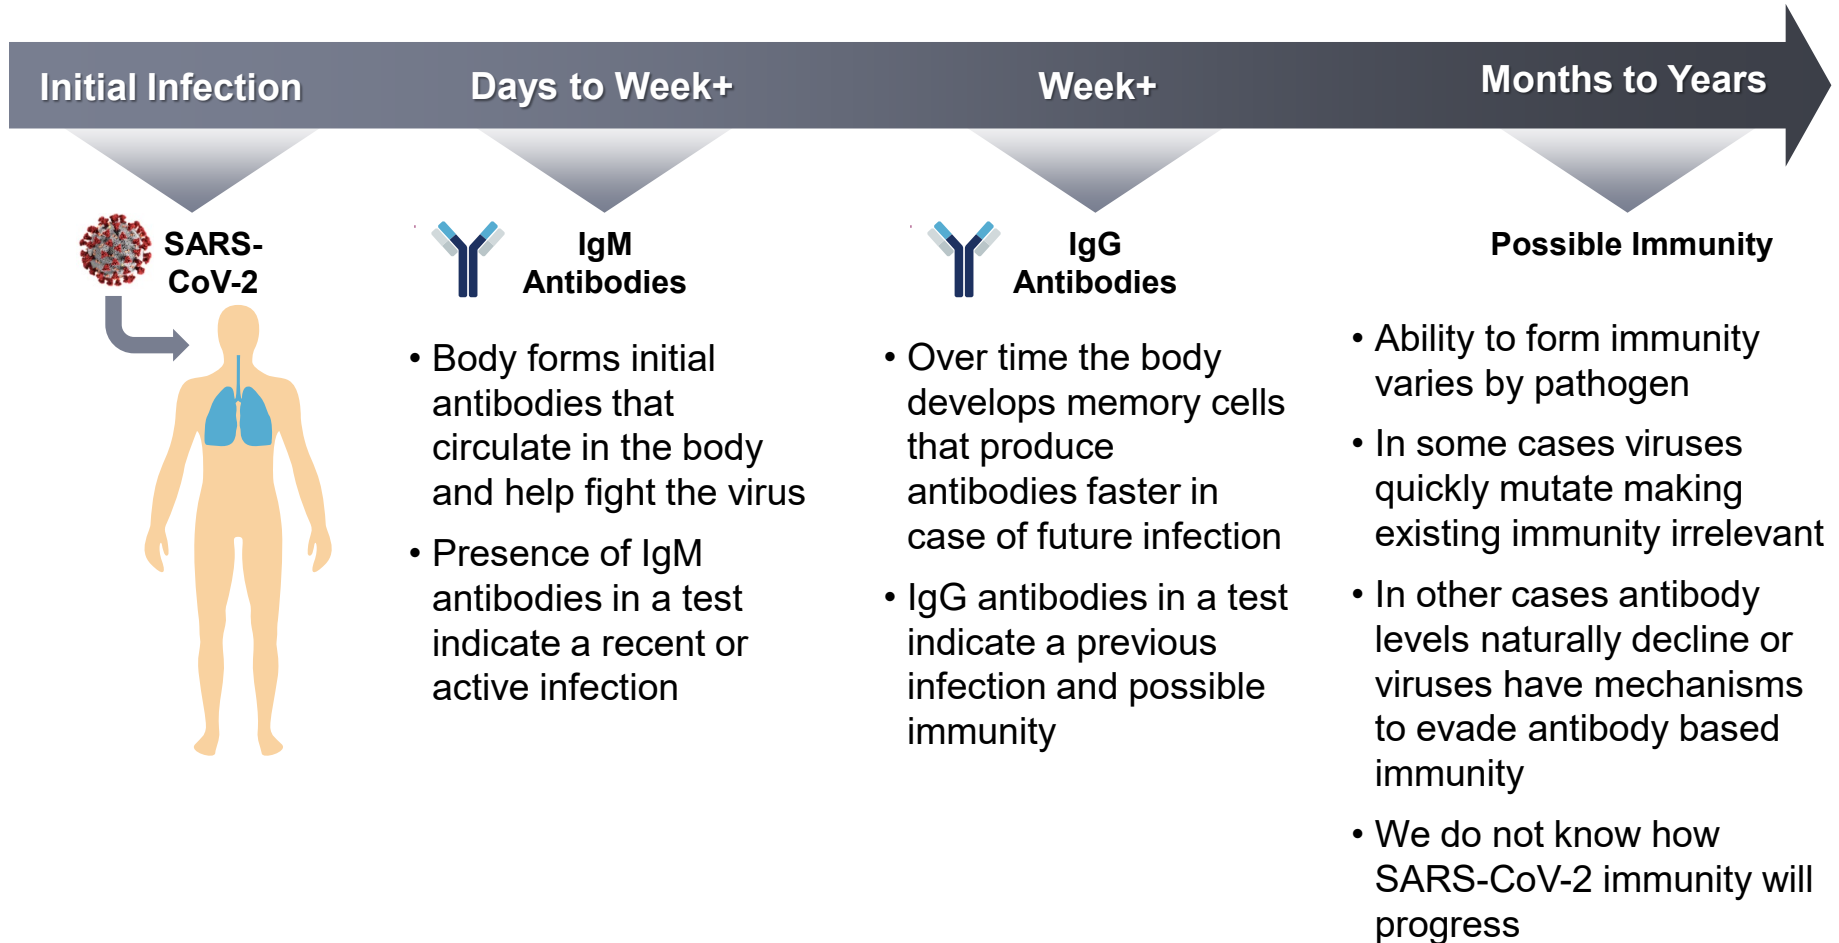 Initial Infection
Days to Week+
Week+
Months to Years
SARS-
CoV-2
IgM
Antibodies
• Body forms initial
antibodies that
circulate in the body
and help fight the virus
• Presence of IgM
antibodies in a test
indicate a recent or
active infection
IgG
Antibodies
• Over time the body
develops memory cells
that produce
antibodies faster in
case of future infection
• IgG antibodies in a test
indicate a previous
infection and possible
immunity
Possible Immunity
• Ability to form immunity
varies by pathogen
• In some cases viruses
quickly mutate making
existing immunity irrelevant
• In other cases antibody
levels naturally decline or
viruses have mechanisms
to evade antibody based
immunity
• We do not know how
SARS-CoV-2 immunity will
progress